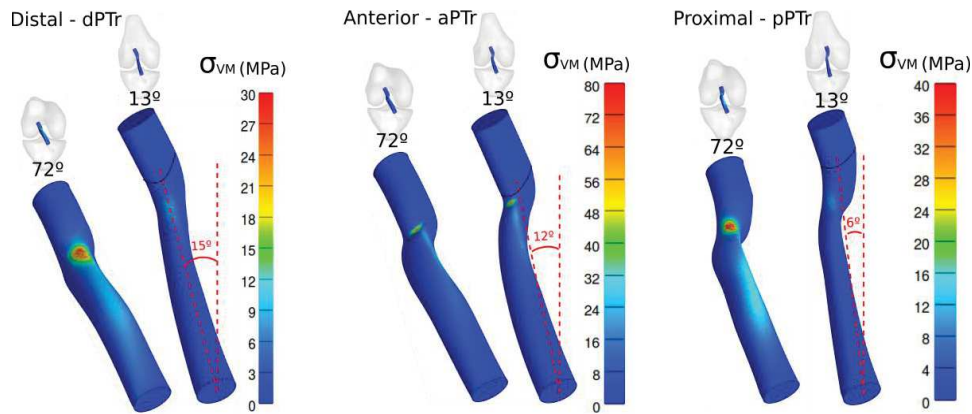 Distal - dPTr
13º
72º
15º
σVM (MPa)
30
27
24
21
18
15
12
9
6
3
0
Anterior - aPTr
13º
72º
12º
σVM (MPa)
80
72
64
56
48
40
32
24
16
8
0
Proximal - pPTr
13º
72º
6º
σVM (MPa)
40
36
32
28
24
20
16
12
8
4
0